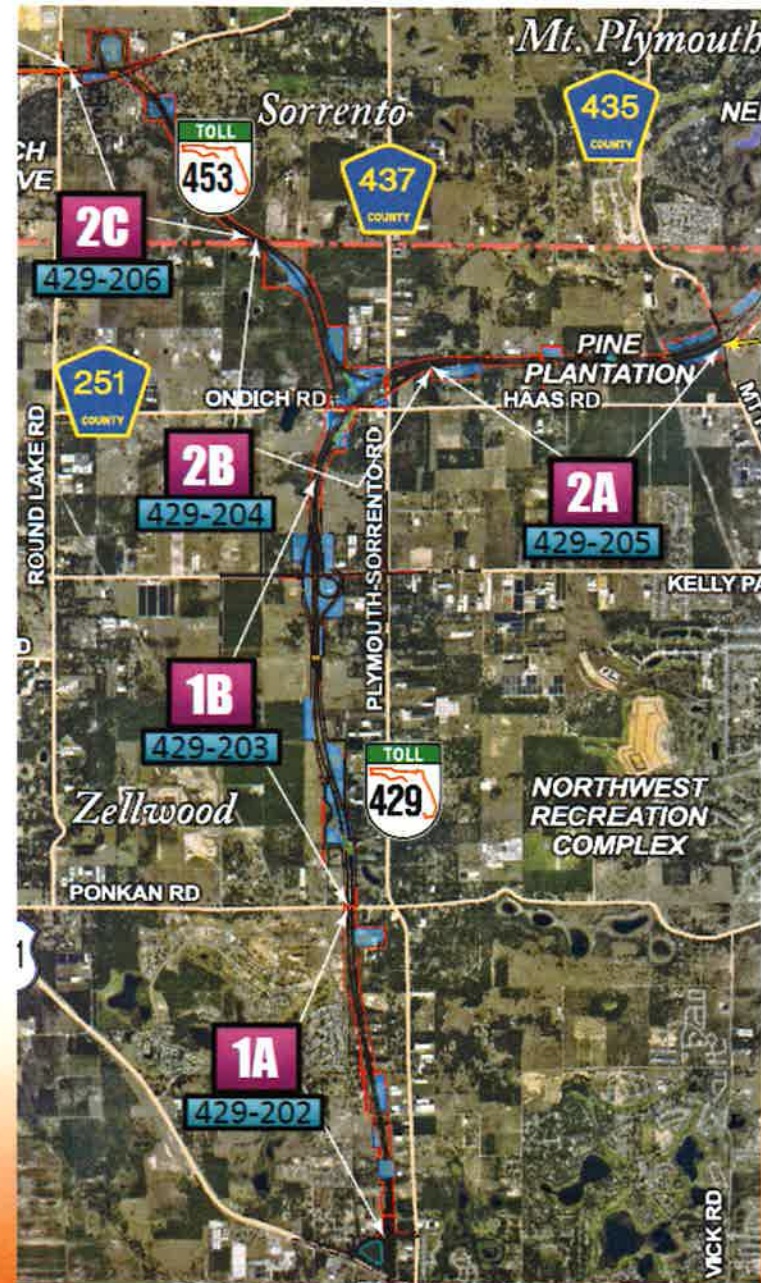 Mt. Plymouth
Sorrento
TOLL
453
437
COUNTY
435
COUNTY
2C
429-206
251
COUNTY
ONDICH RD
PINE
PLANTATION
HAAS RD
ROUND LAKE RD
2B
429-204
PLYMOUTH-SORRENTO RD
2A
429-205
1B
429-203
TOLL
429
Zellwood
NORTHWEST
RECREATION
COMPLEX
PONKAN RD
1A
429-202
VICK RD